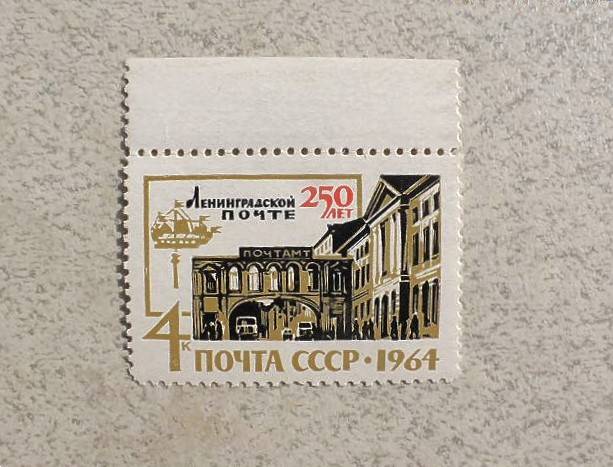 Ленинградской
почте
250
лет
ПОЧТАМТ
4к
ПОЧТА СССР • 1964